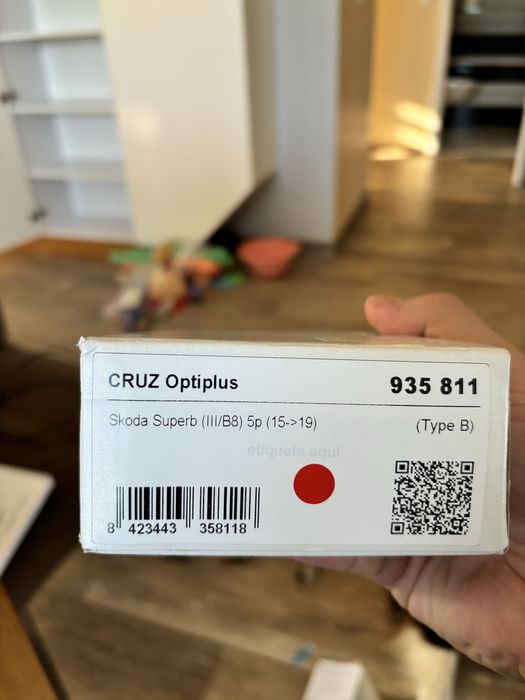 CRUZ Optiplus 935 811
Skoda Superb (III/B8) 5p (15->19) (Type B)
etiqueta aquí
8 423443 358118